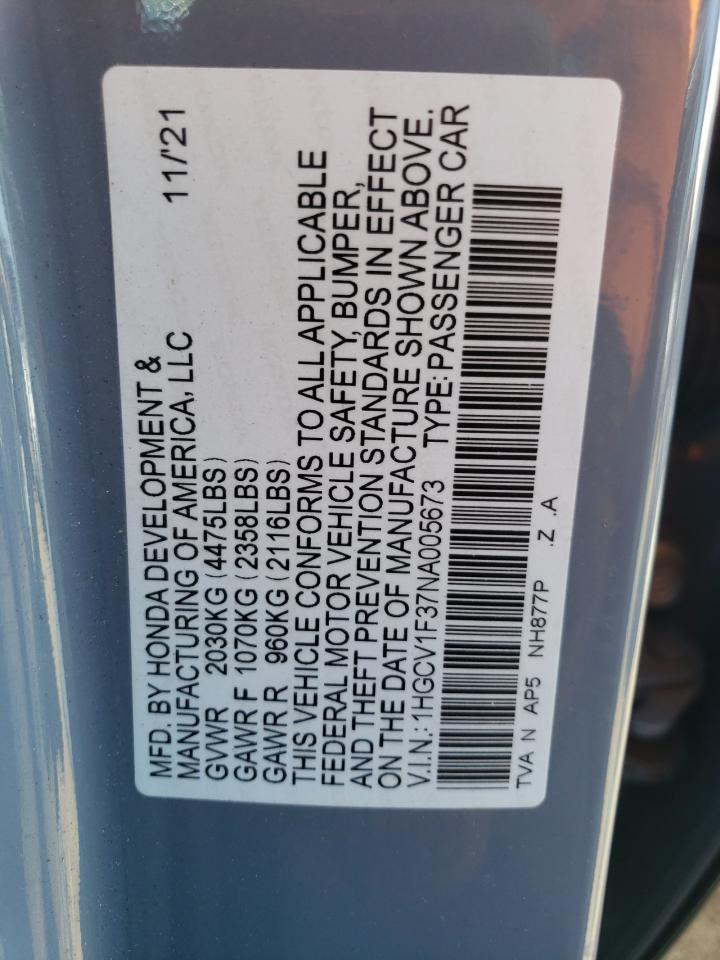 MFD. BY HONDA DEVELOPMENT &
MANUFACTURING OF AMERICA, LLC 11/'21
GVWR 2030KG (4475LBS)
GAWR F 1070KG (2358LBS)
GAWR R 960KG (2116LBS)
THIS VEHICLE CONFORMS TO ALL APPLICABLE
FEDERAL MOTOR VEHICLE SAFETY, BUMPER,
AND THEFT PREVENTION STANDARDS IN EFFECT
ON THE DATE OF MANUFACTURE SHOWN ABOVE.
V.I.N.: 1HGCV1F37NA005673 TYPE: PASSENGER CAR
TVA N AP5 NH877P .Z .A